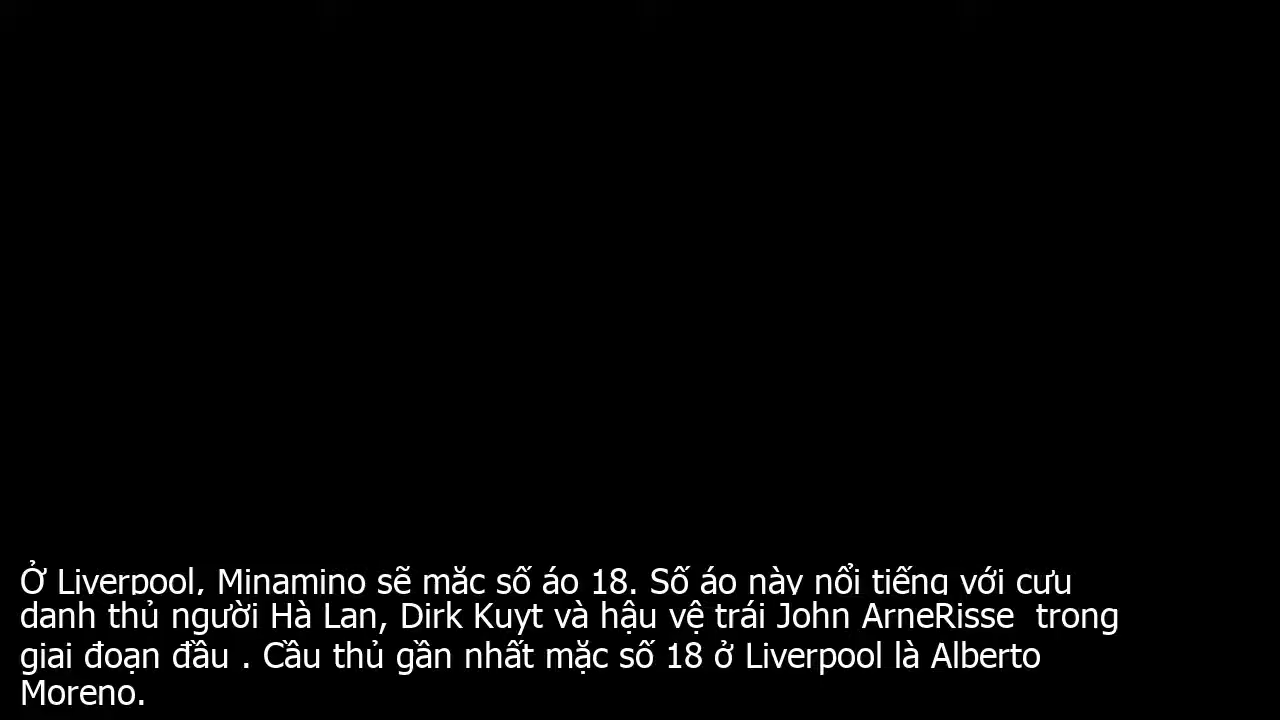 Ở Liverpool, Minamino sẽ mặc số áo 18. Số áo này nổi tiếng với cựu
danh thủ người Hà Lan, Dirk Kuyt và hậu vệ trái John ArneRisse  trong
giai đoạn đầu . Cầu thủ gần nhất mặc số 18 ở Liverpool là Alberto
Moreno.